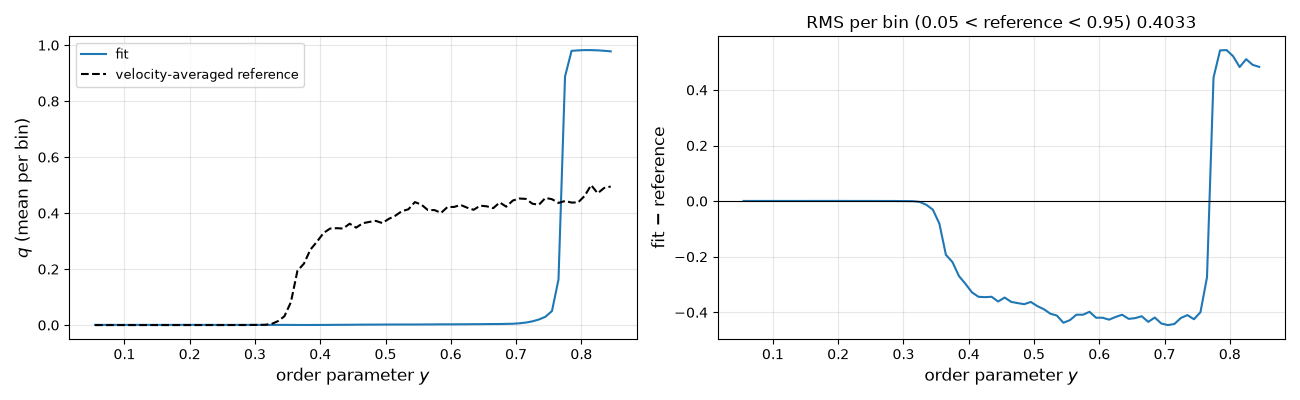 RMS per bin (0.05 < reference < 0.95) 0.4033
fit
velocity-averaged reference
q (mean per bin)
1.0
0.8
0.6
0.4
0.2
0.0
0.1 0.2 0.3 0.4 0.5 0.6 0.7 0.8
order parameter y
fit − reference
0.4
0.2
0.0
−0.2
−0.4
0.1 0.2 0.3 0.4 0.5 0.6 0.7 0.8
order parameter y